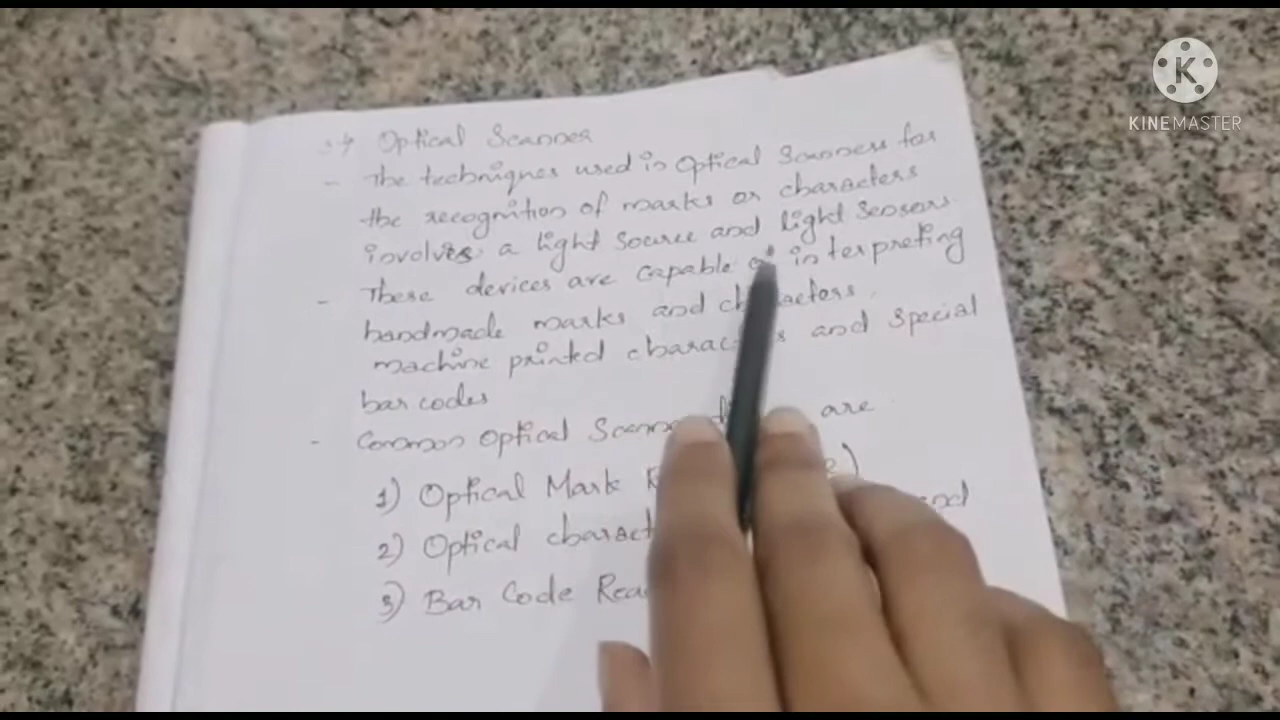 Optical Scanner
- The techniques used in Optical Scanners for
the recognition of marks or characters
involves a light source and light Sensors.
- These devices are capable of interpreting
handmade marks and characters,
machine printed characters and special
bar codes
- Common Optical are
1) Optical Mark
2) Optical and
3) Bar Code
KINEMASTER